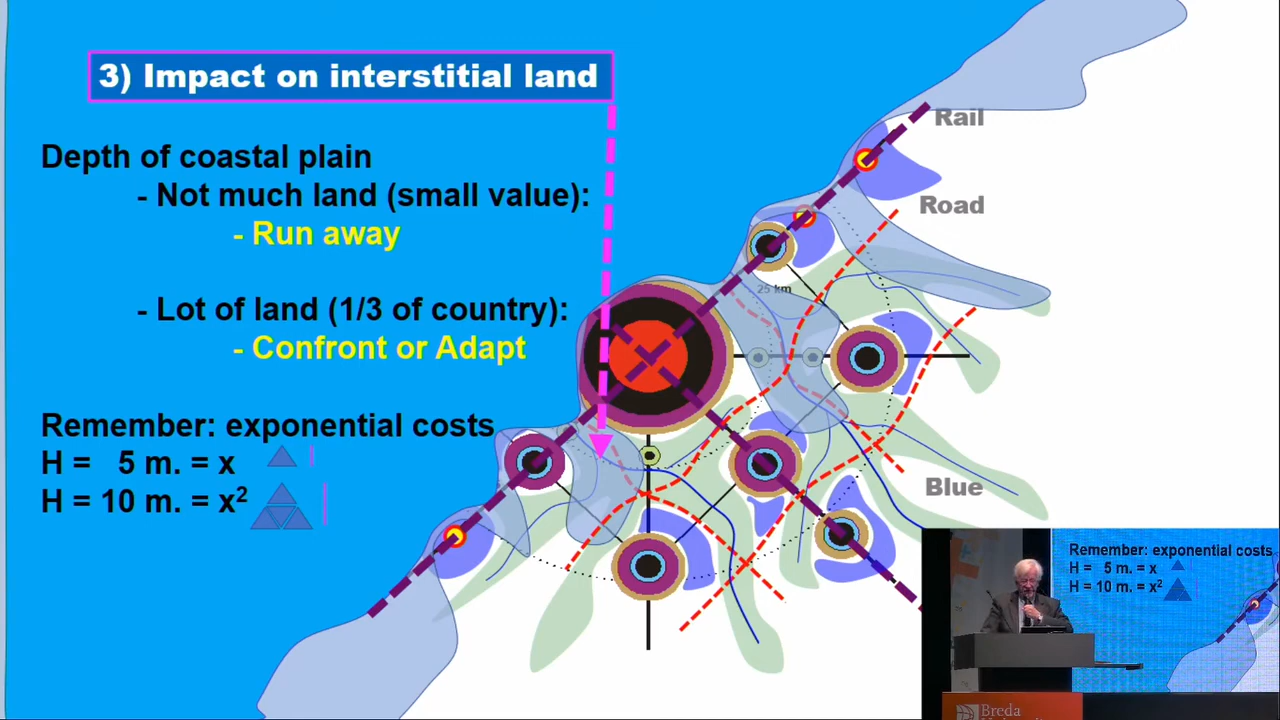 3) Impact on interstitial land
Depth of coastal plain
- Not much land (small value):
- Run away
- Lot of land (1/3 of country):
- Confront or Adapt
Remember: exponential costs
H = 5 m. = x
H = 10 m. = x²
Rail
Road
25 km
Blue
Remember: exponential costs
H = 5 m. = x
H = 10 m. = x²
Breda